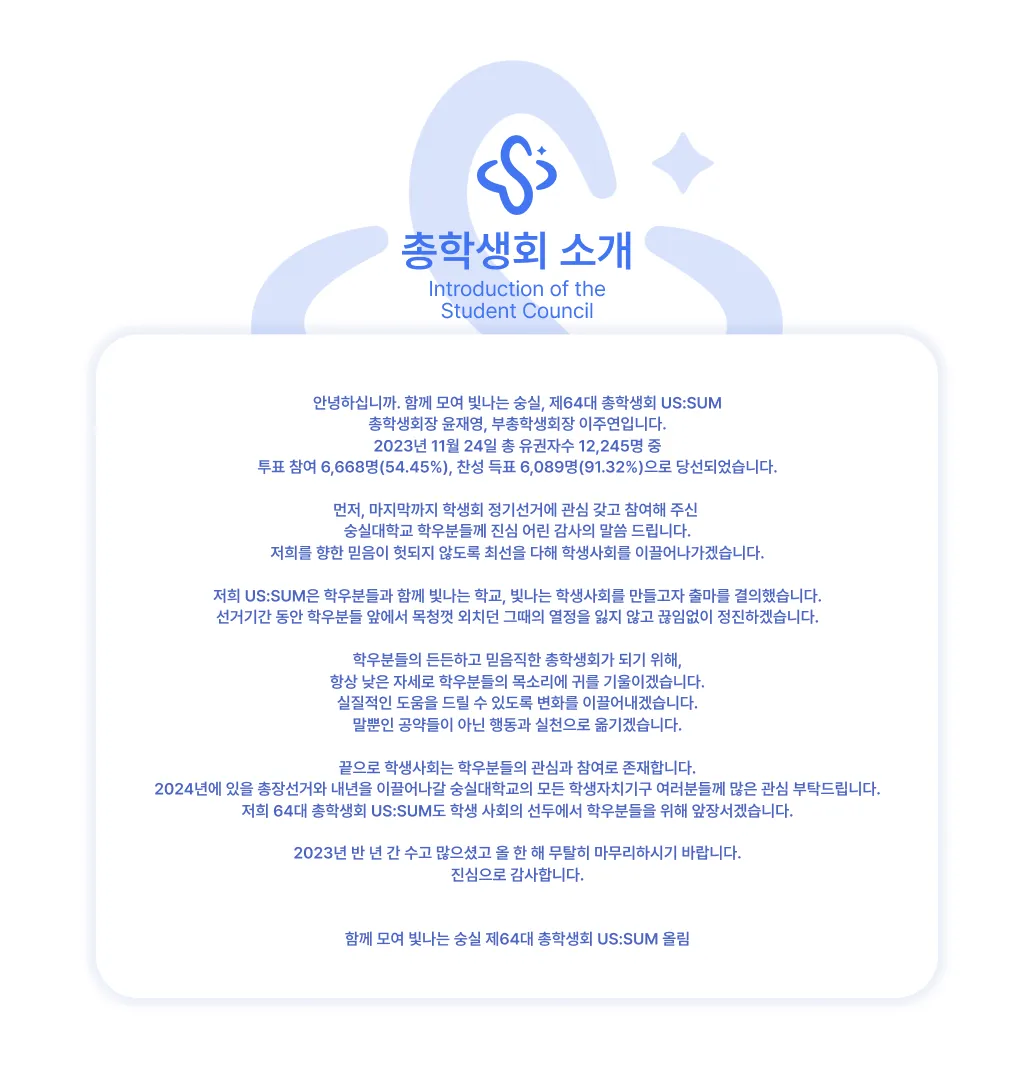 총학생회 소개
Introduction of the
Student Council
안녕하십니까. 함께 모여 빛나는 숭실, 제64대 총학생회 US:SUM
총학생회장 윤재영, 부총학생회장 이주연입니다.
2023년 11월 24일 총 유권자수 12,245명 중
투표 참여 6,668명(54.45%), 찬성 득표 6,089명(91.32%)으로 당선되었습니다.
먼저, 마지막까지 학생회 정기선거에 관심 갖고 참여해 주신
숭실대학교 학우분들께 진심 어린 감사의 말씀 드립니다.
저희를 향한 믿음이 헛되지 않도록 최선을 다해 학생사회를 이끌어나가겠습니다.
저희 US:SUM은 학우분들과 함께 빛나는 학교, 빛나는 학생사회를 만들고자 출마를 결의했습니다.
선거기간 동안 학우분들 앞에서 목청껏 외치던 그때의 열정을 잃지 않고 끊임없이 정진하겠습니다.
학우분들의 든든하고 믿음직한 총학생회가 되기 위해,
항상 낮은 자세로 학우분들의 목소리에 귀를 기울이겠습니다.
실질적인 도움을 드릴 수 있도록 변화를 이끌어내겠습니다.
말뿐인 공약들이 아닌 행동과 실천으로 옮기겠습니다.
끝으로 학생사회는 학우분들의 관심과 참여로 존재합니다.
2024년에 있을 총장선거와 내년을 이끌어나갈 숭실대학교의 모든 학생자치기구 여러분들께 많은 관심 부탁드립니다.
저희 64대 총학생회 US:SUM도 학생 사회의 선두에서 학우분들을 위해 앞장서겠습니다.
2023년 반 년 간 수고 많으셨고 올 한 해 무탈히 마무리하시기 바랍니다.
진심으로 감사합니다.
함께 모여 빛나는 숭실 제64대 총학생회 US:SUM 올림